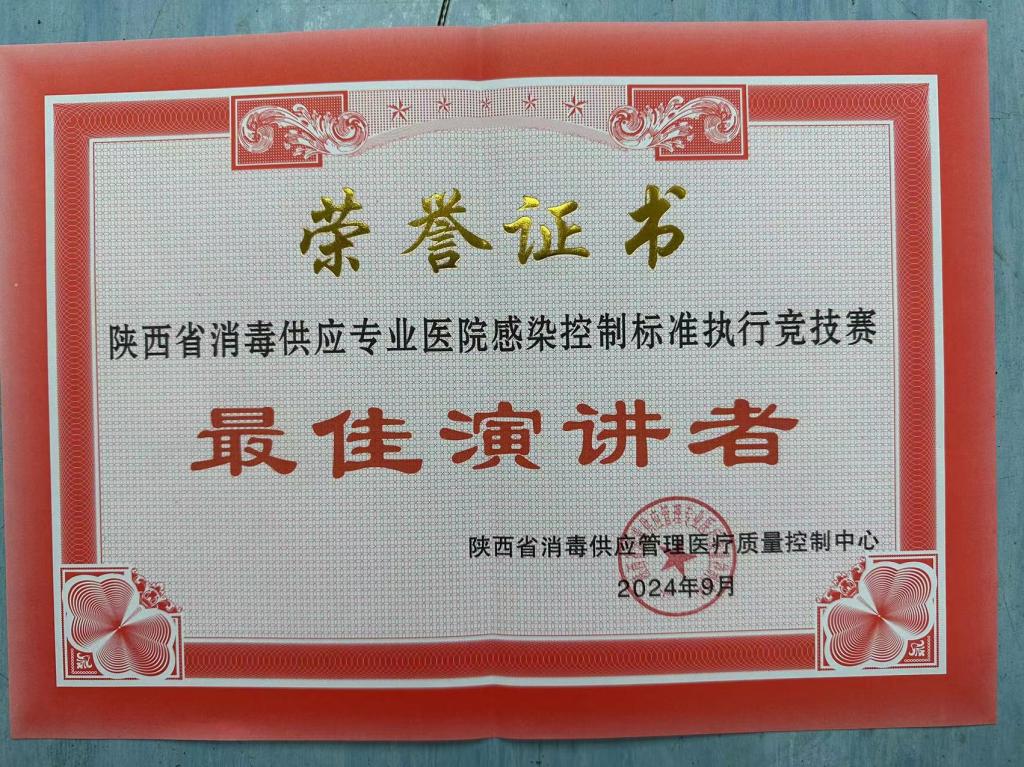 荣誉证书
陕西省消毒供应专业医院感染控制标准执行竞技赛
最佳演讲者
陕西省消毒供应管理医疗质量控制中心
2024年9月